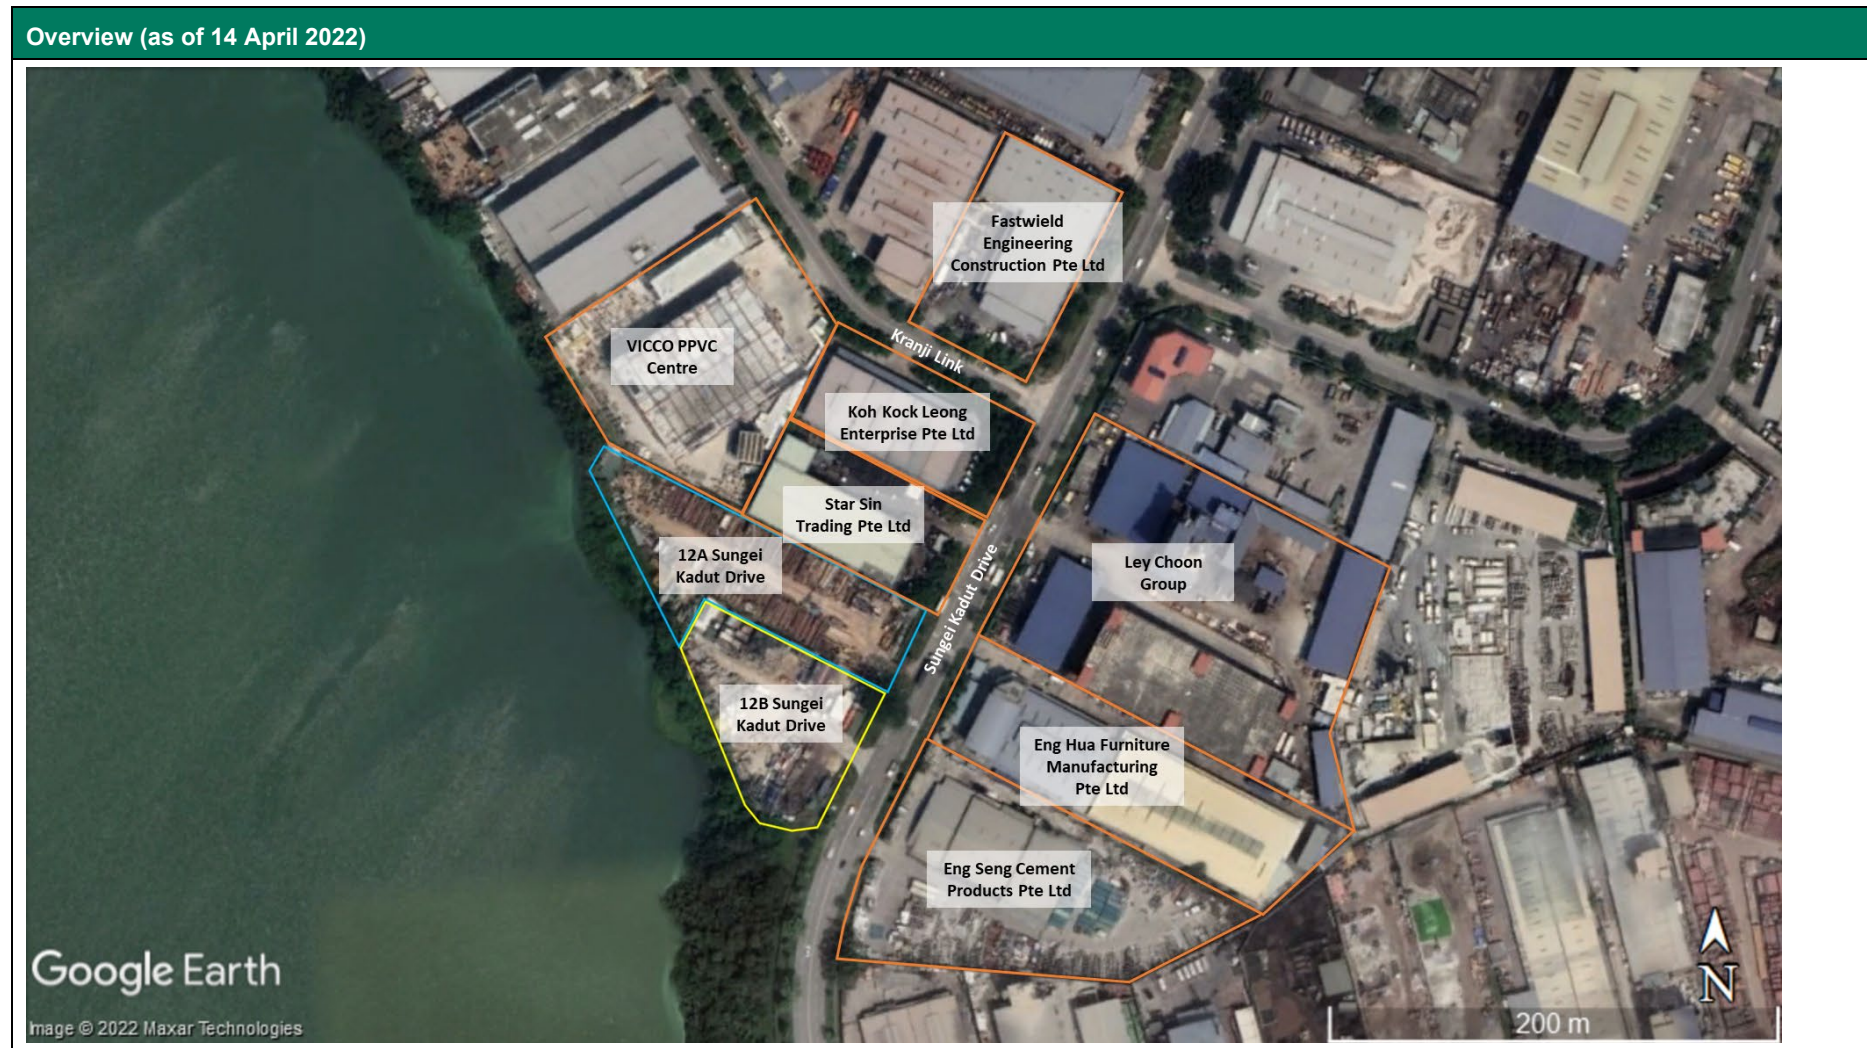 Overview (as of 14 April 2022)
Fastwield
Engineering
Construction Pte Ltd
VICCO PPVC
Centre
Kranji Link
Koh Kock Leong
Enterprise Pte Ltd
Star Sin
Trading Pte Ltd
12A Sungei
Kadut Drive
Sungei Kadut Drive
Ley Choon
Group
12B Sungei
Kadut Drive
Eng Hua Furniture
Manufacturing
Pte Ltd
Eng Seng Cement
Products Pte Ltd
Google Earth
Image © 2022 Maxar Technologies
N
200 m